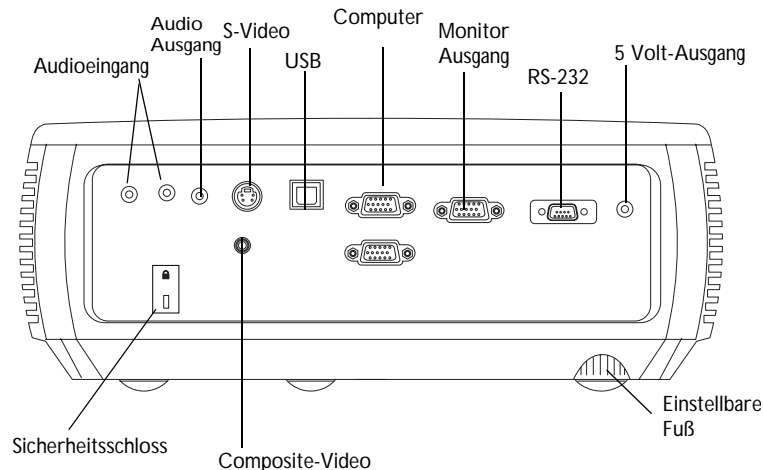 Audioeingang
Audio
Ausgang
S-Video
USB
Computer
Monitor
Ausgang
RS-232
5 Volt-Ausgang
Sicherheitsschloss
Composite-Video
Einstellbare
Fuß